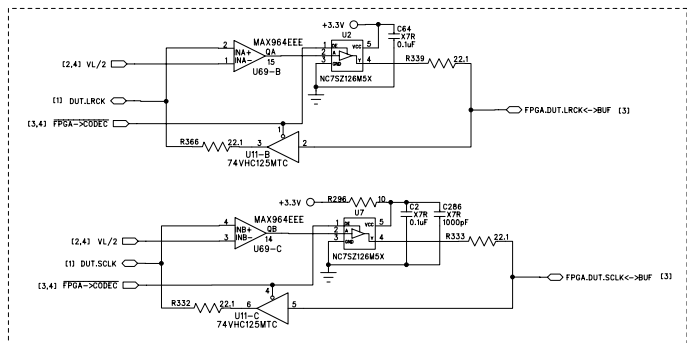 +3.3V
U2
C64
X7R
0.1uF
MAX964EEE
2 INA+ QA
1 INA- 15
U69-B
1 OE VCC 5
2 A Y 4
3 GND
NC7SZ126M5X
R339 22.1
[2,4] VL/2
[1] DUT.LRCK
[3,4] FPGA->CODEC
FPGA.DUT.LRCK<->BUF [3]
R366 22.1 3 1 2
U11-B
74VHC125MTC
+3.3V
R296 10
U7
C2
X7R
0.1uF
C286
X7R
1000pF
MAX964EEE
4 INB+ QB
3 INB- 14
U69-C
1 OE VCC 5
2 A Y 4
3 GND
NC7SZ126M5X
R333 22.1
[2,4] VL/2
[1] DUT.SCLK
[3,4] FPGA->CODEC
FPGA.DUT.SCLK<->BUF [3]
R332 22.1 6 4 5
U11-C
74VHC125MTC